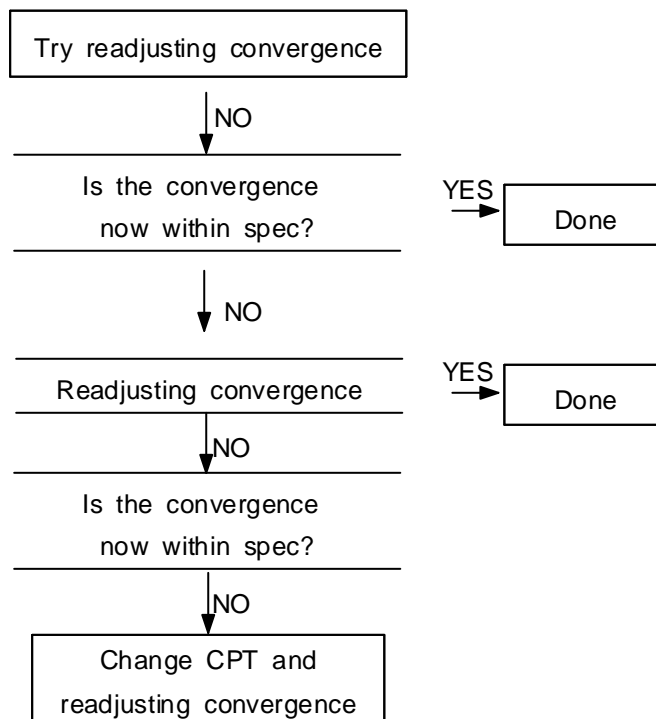 Try readjusting convergence
NO
Is the convergence
now within spec?
YES
Done
NO
Readjusting convergence
YES
Done
NO
Is the convergence
now within spec?
NO
Change CPT and
readjusting convergence